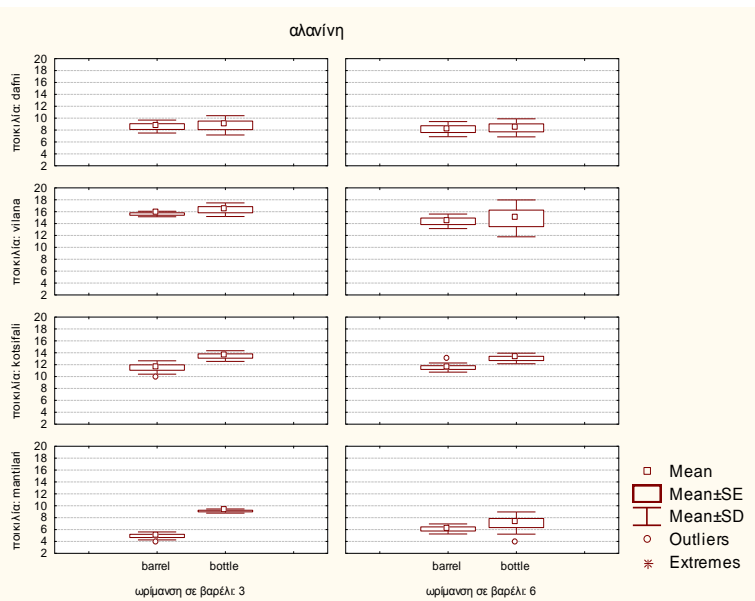 αλανίνη
ποικιλία: dafni
20
18
16
14
12
10
8
6
4
2
ποικιλία: vilana
20
18
16
14
12
10
8
6
4
2
ποικιλία: kotsifali
20
18
16
14
12
10
8
6
4
2
ποικιλία: mantilari
20
18
16
14
12
10
8
6
4
2
barrel bottle
ωρίμανση σε βαρέλι: 3
barrel bottle
ωρίμανση σε βαρέλι: 6
Mean
Mean±SE
Mean±SD
Outliers
Extremes